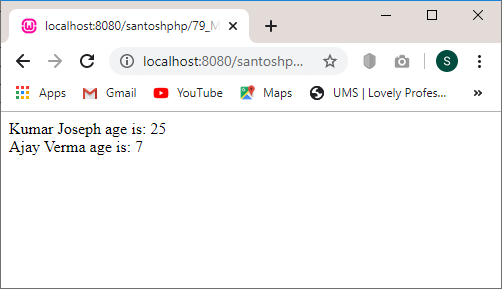 localhost:8080/santoshphp/79_M
localhost:8080/santoshp...
S
Apps Gmail YouTube Maps UMS | Lovely Profes...
Kumar Joseph age is: 25
Ajay Verma age is: 7